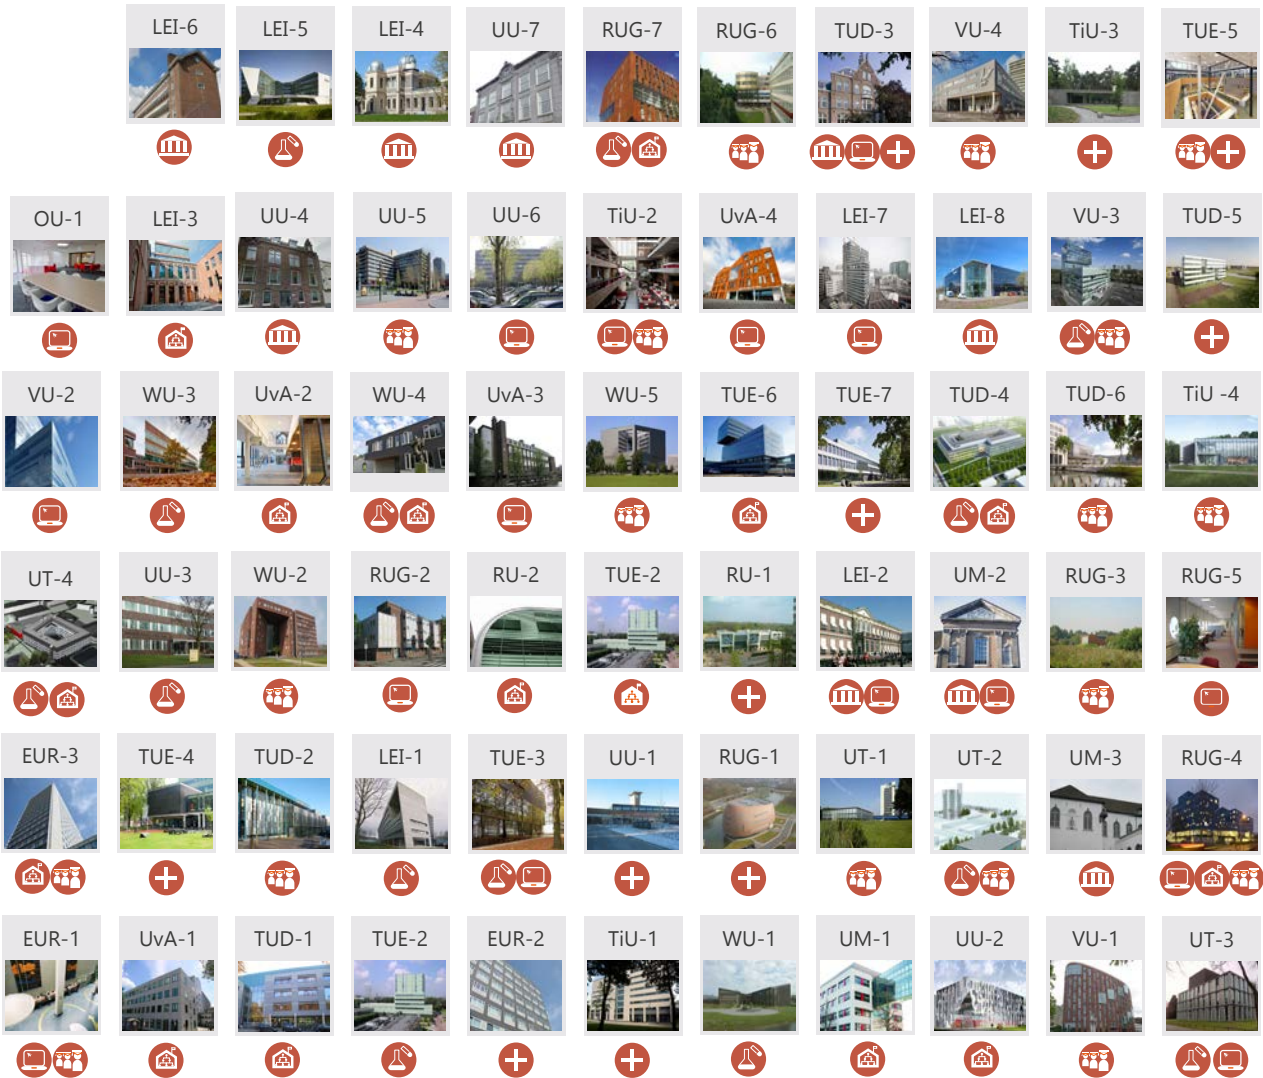 LEI-6 LEI-5 LEI-4 UU-7 RUG-7 RUG-6 TUD-3 VU-4 TiU-3 TUE-5
OU-1 LEI-3 UU-4 UU-5 UU-6 TiU-2 UvA-4 LEI-7 LEI-8 VU-3 TUD-5
VU-2 WU-3 UvA-2 WU-4 UvA-3 WU-5 TUE-6 TUE-7 TUD-4 TUD-6 TiU -4
UT-4 UU-3 WU-2 RUG-2 RU-2 TUE-2 RU-1 LEI-2 UM-2 RUG-3 RUG-5
EUR-3 TUE-4 TUD-2 LEI-1 TUE-3 UU-1 RUG-1 UT-1 UT-2 UM-3 RUG-4
EUR-1 UvA-1 TUD-1 TUE-2 EUR-2 TiU-1 WU-1 UM-1 UU-2 VU-1 UT-3